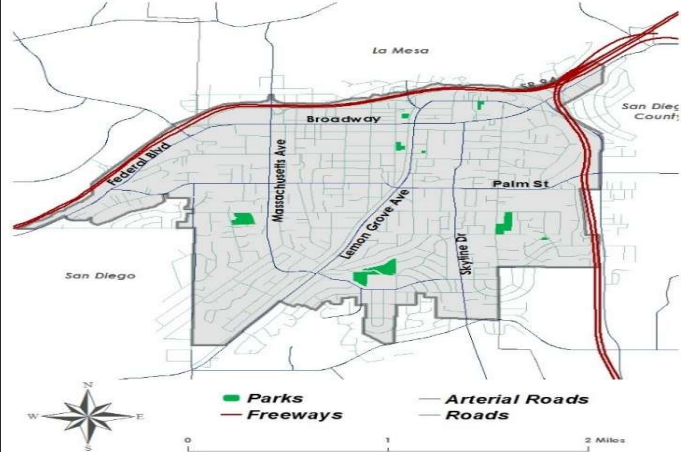 La Mesa
SR 94
San Dieg
County
Broadway
Federal Blvd
Massachusetts Ave
Palm St
Lemon Grove Ave
Skyline Dr
San Diego
N
W E
S
Parks
Freeways
Arterial Roads
Roads
0 1 2 Miles